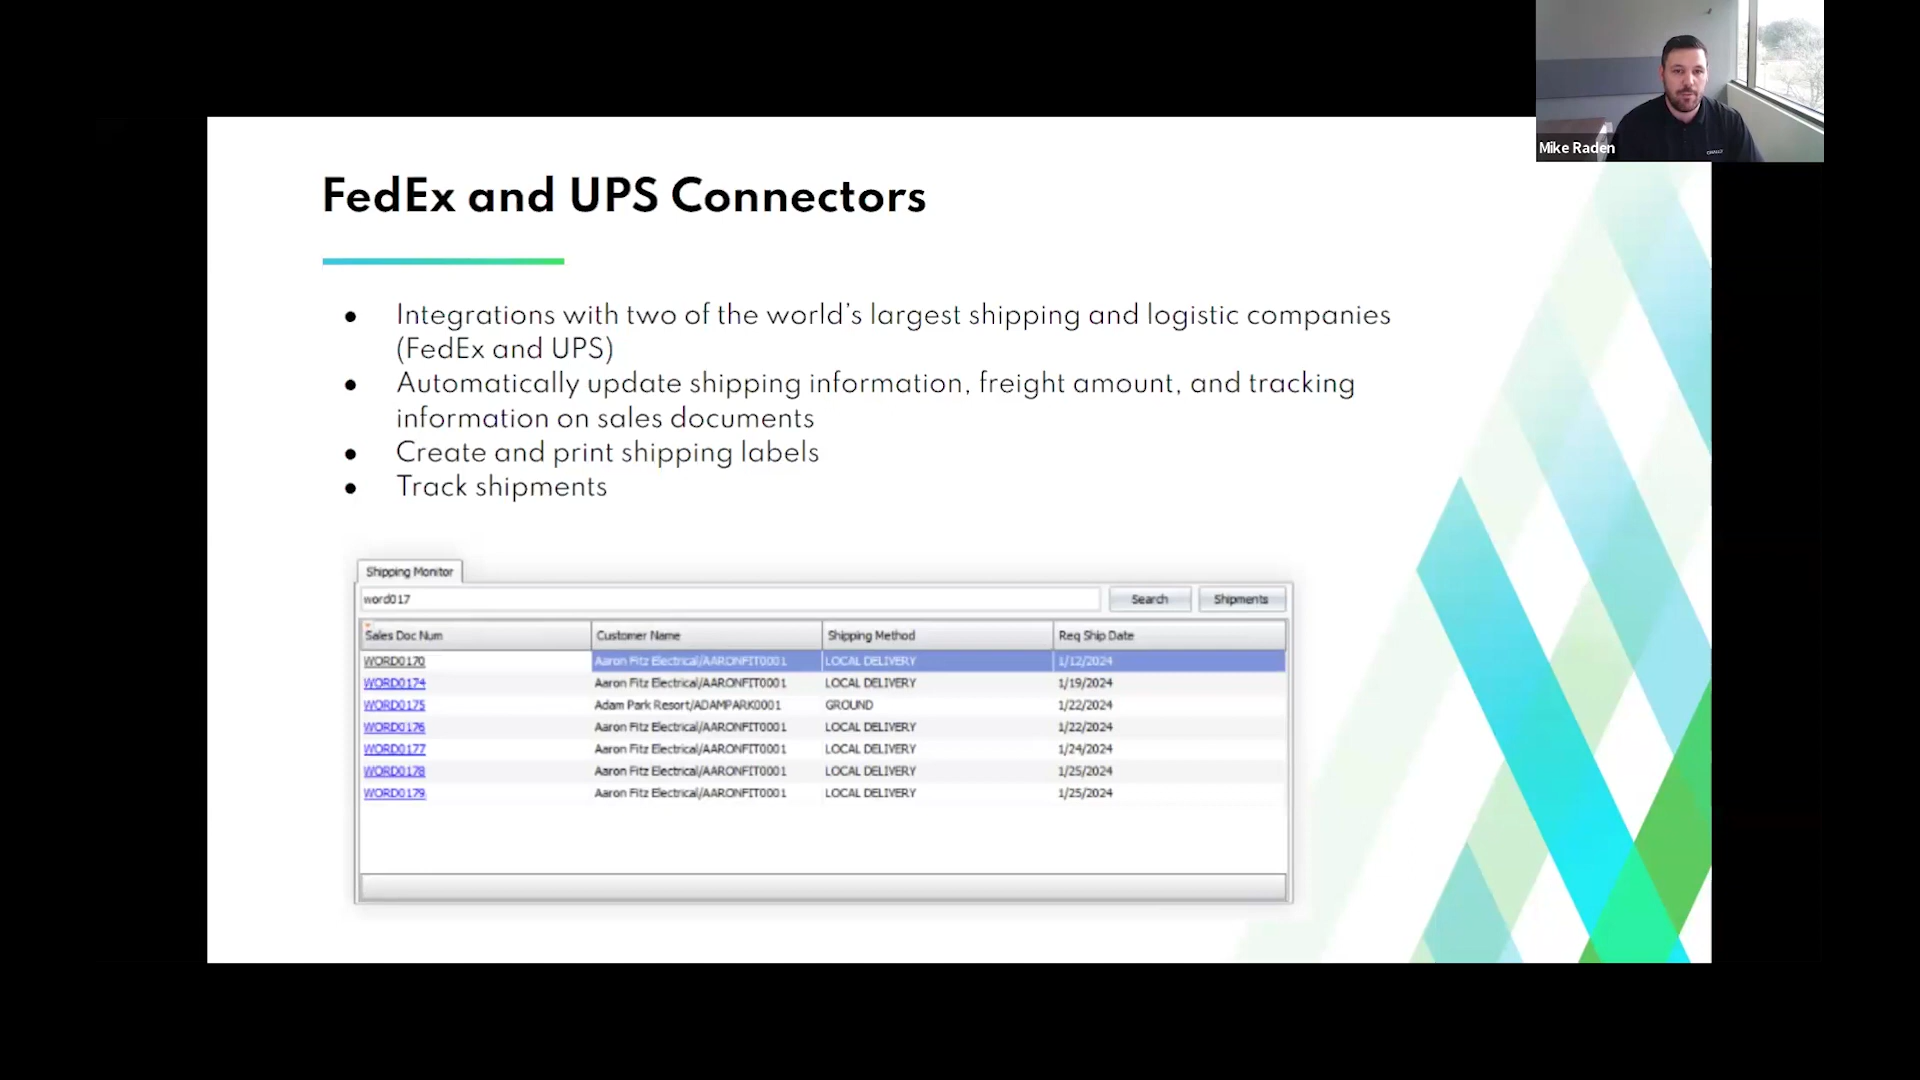 Mike Raden
FedEx and UPS Connectors
● Integrations with two of the world’s largest shipping and logistic companies
(FedEx and UPS)
● Automatically update shipping information, freight amount, and tracking
information on sales documents
● Create and print shipping labels
● Track shipments
Shipping Monitor
word017 Search Shipments
Sales Doc Num Customer Name Shipping Method Req Ship Date
WORD0170 Aaron Fitz Electrical/AARONFIT0001 LOCAL DELIVERY 1/12/2024
WORD0174 Aaron Fitz Electrical/AARONFIT0001 LOCAL DELIVERY 1/19/2024
WORD0175 Adam Park Resort/ADAMPARK0001 GROUND 1/22/2024
WORD0176 Aaron Fitz Electrical/AARONFIT0001 LOCAL DELIVERY 1/22/2024
WORD0177 Aaron Fitz Electrical/AARONFIT0001 LOCAL DELIVERY 1/24/2024
WORD0178 Aaron Fitz Electrical/AARONFIT0001 LOCAL DELIVERY 1/25/2024
WORD0179 Aaron Fitz Electrical/AARONFIT0001 LOCAL DELIVERY 1/25/2024